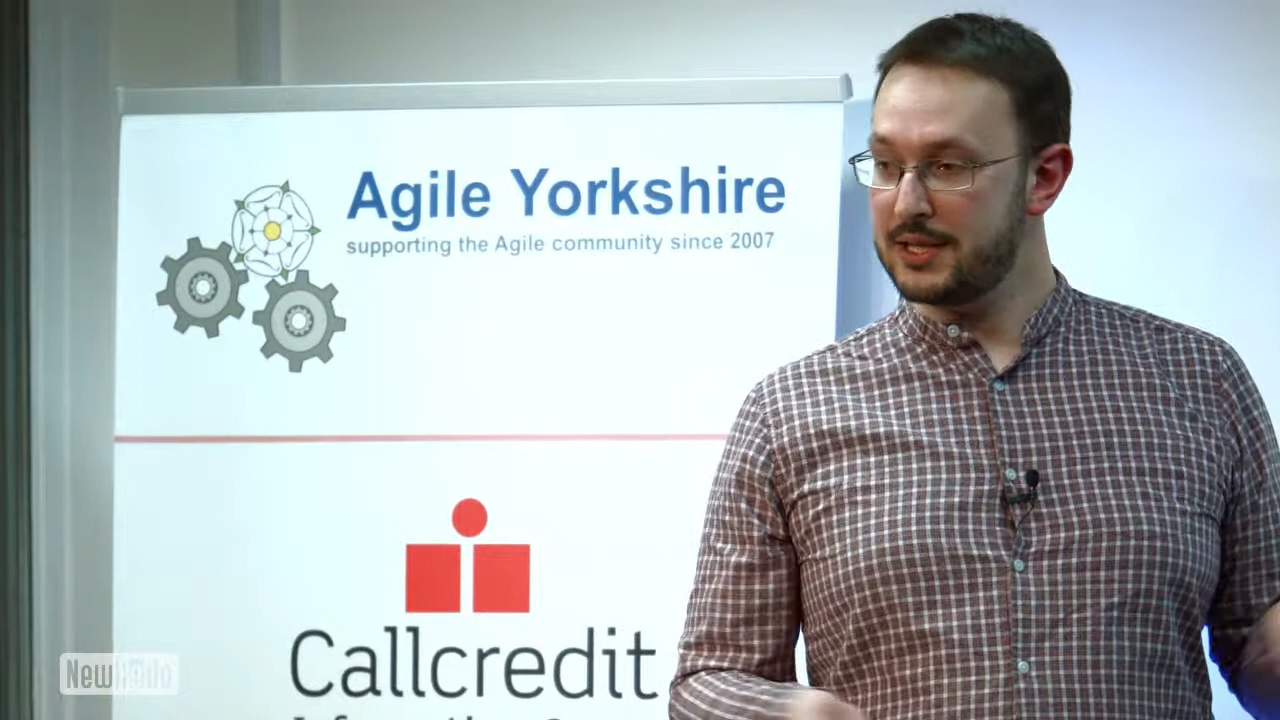 Agile Yorkshire
supporting the Agile community since 2007
Callcredit